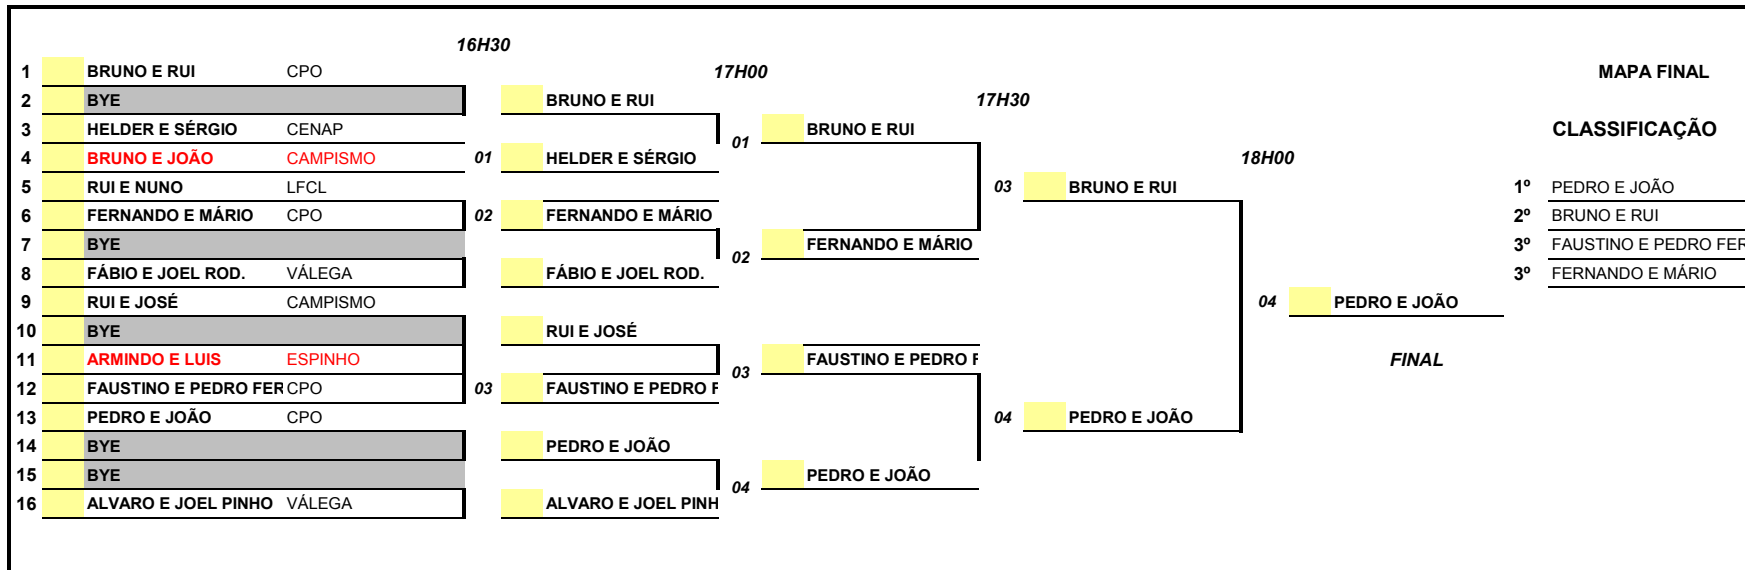 16H30
1 BRUNO E RUI CPO 17H00 MAPA FINAL
2 BYE BRUNO E RUI 17H30
3 HELDER E SÉRGIO CENAP BRUNO E RUI CLASSIFICAÇÃO
01
4 BRUNO E JOÃO CAMPISMO 01 HELDER E SÉRGIO 18H00
5 RUI E NUNO LFCL 03 BRUNO E RUI 1º PEDRO E JOÃO
6 FERNANDO E MÁRIO CPO 02 FERNANDO E MÁRIO 2º BRUNO E RUI
7 BYE FERNANDO E MÁRIO 3º FAUSTINO E PEDRO FER
02
8 FÁBIO E JOEL ROD. VÁLEGA FÁBIO E JOEL ROD. 3º FERNANDO E MÁRIO
9 RUI E JOSÉ CAMPISMO 04 PEDRO E JOÃO
10 BYE RUI E JOSÉ
11 ARMINDO E LUIS ESPINHO FAUSTINO E PEDRO F FINAL
03
12 FAUSTINO E PEDRO FER CPO 03 FAUSTINO E PEDRO F
13 PEDRO E JOÃO CPO 04 PEDRO E JOÃO
14 BYE PEDRO E JOÃO
15 BYE PEDRO E JOÃO
04
16 ALVARO E JOEL PINHO VÁLEGA ALVARO E JOEL PINH